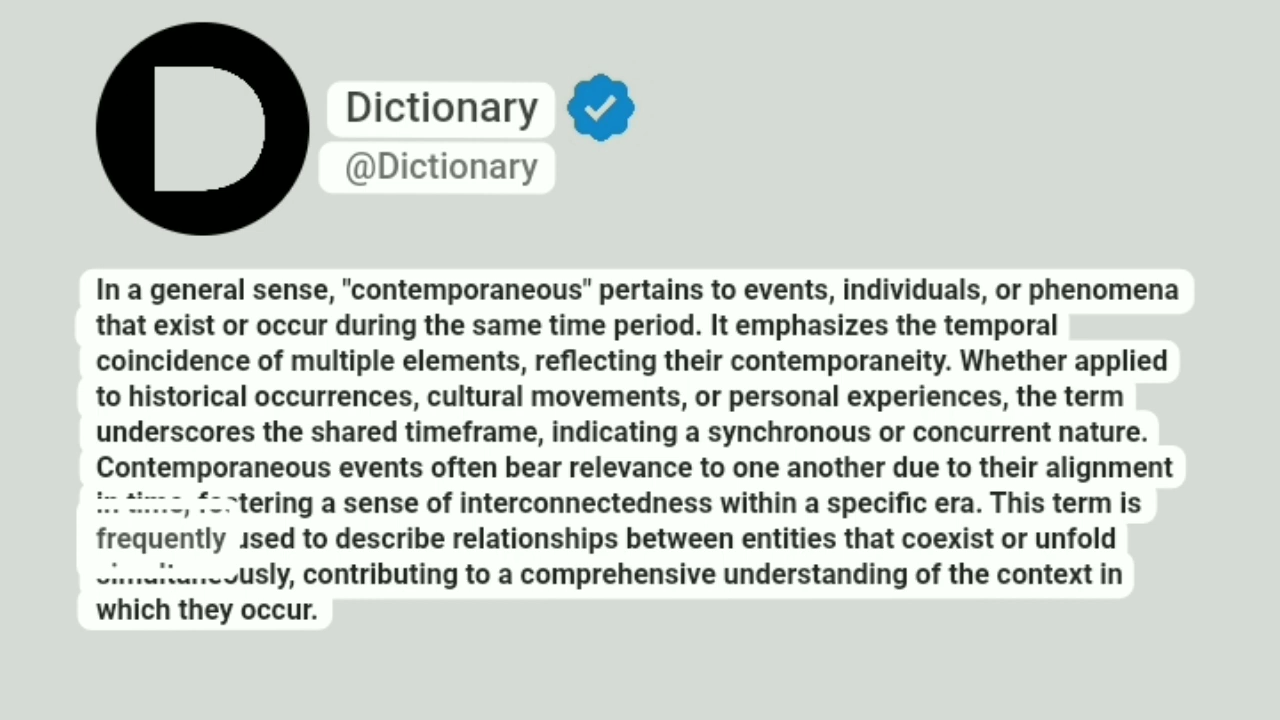 D
Dictionary
@Dictionary
In a general sense, "contemporaneous" pertains to events, individuals, or phenomena
that exist or occur during the same time period. It emphasizes the temporal
coincidence of multiple elements, reflecting their contemporaneity. Whether applied
to historical occurrences, cultural movements, or personal experiences, the term
underscores the shared timeframe, indicating a synchronous or concurrent nature.
Contemporaneous events often bear relevance to one another due to their alignment
in time, fostering a sense of interconnectedness within a specific era. This term is
frequently used to describe relationships between entities that coexist or unfold
simultaneously, contributing to a comprehensive understanding of the context in
which they occur.